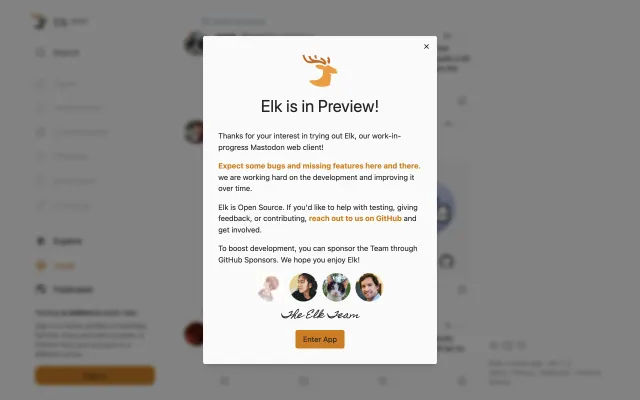 Elk is in Preview!
Thanks for your interest in trying out Elk, our work-in-
progress Mastodon web client!
Expect some bugs and missing features here and there.
we are working hard on the development and improving it
over time.
Elk is Open Source. If you'd like to help with testing, giving
feedback, or contributing, reach out to us on GitHub and
get involved.
To boost development, you can sponsor the Team through
GitHub Sponsors. We hope you enjoy Elk!
The Elk Team
Enter App